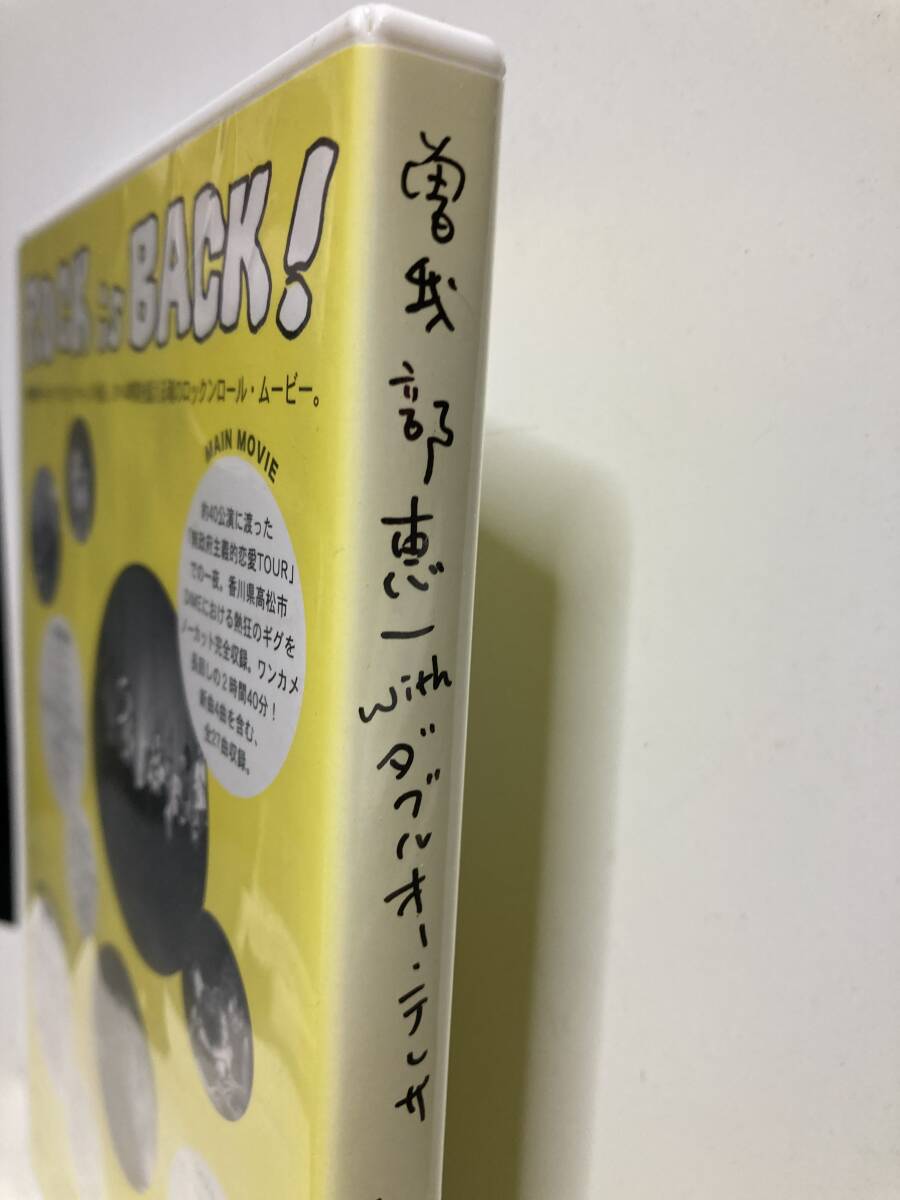 ROCK is BACK!
ロックンロール・ムービー。
MAIN MOVIE
約40公演に渡った
「無政府主義的恋愛TOUR」
での一夜。香川県高松市
DIMEにおける熱狂のギグを
ノーカット完全収録。ワンカメ
長廻しの2時間40分！
新曲4曲を含む、
全27曲収録。
曽我部恵一 with ダブルオー・テレサ